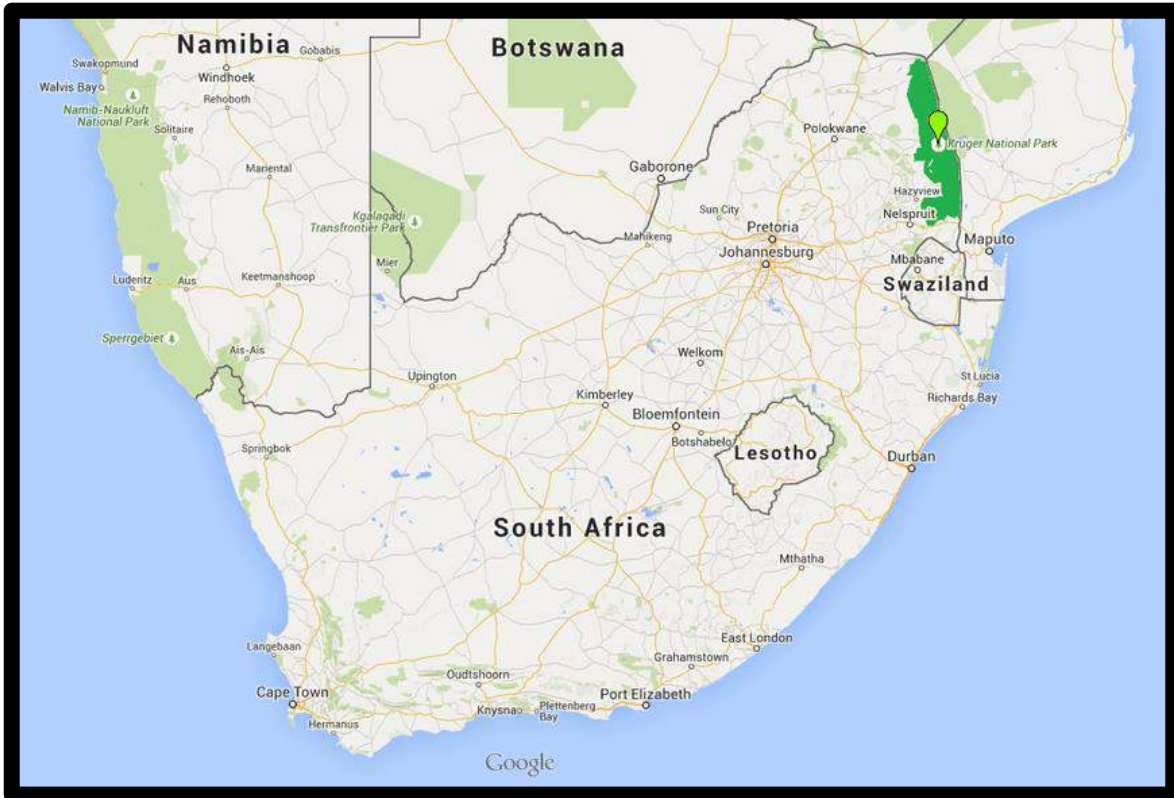 Namibia
Botswana
Gobabis
Swakopmund
Windhoek
Walvis Bay
Rehoboth
Namib-Naukluft
National Park
Solitaire
Polokwane
Kruger National Park
Gaborone
Mariental
Hazyview
Sun City
Nelspruit
Kgalagadi
Transfrontier Park
Pretoria
Mahikeng
Maputo
Johannesburg
Mier
Mbabane
Luderitz
Aus
Keetmanshoop
Swaziland
Sperrgebiet
Ais-Ais
Welkom
Upington
St Lucia
Kimberley
Richards Bay
Bloemfontein
Botshabelo
Springbok
Lesotho
Durban
South Africa
Mthatha
East London
Langebaan
Grahamstown
Oudtshoorn
Cape Town
Port Elizabeth
Knysna
Plettenberg
Bay
Hermanus
Google